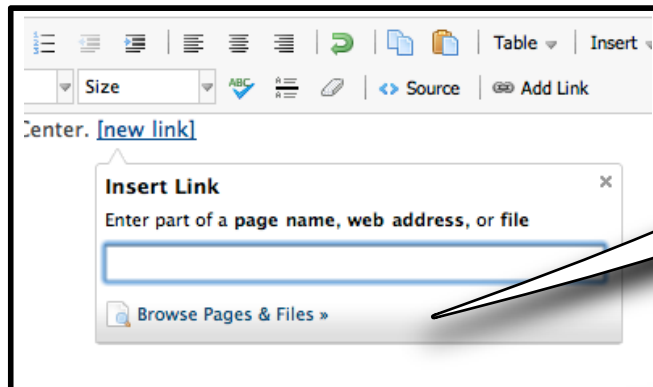 Table Insert
Size ABC Source Add Link
Center. [new link]
Insert Link
Enter part of a page name, web address, or file
Browse Pages & Files »